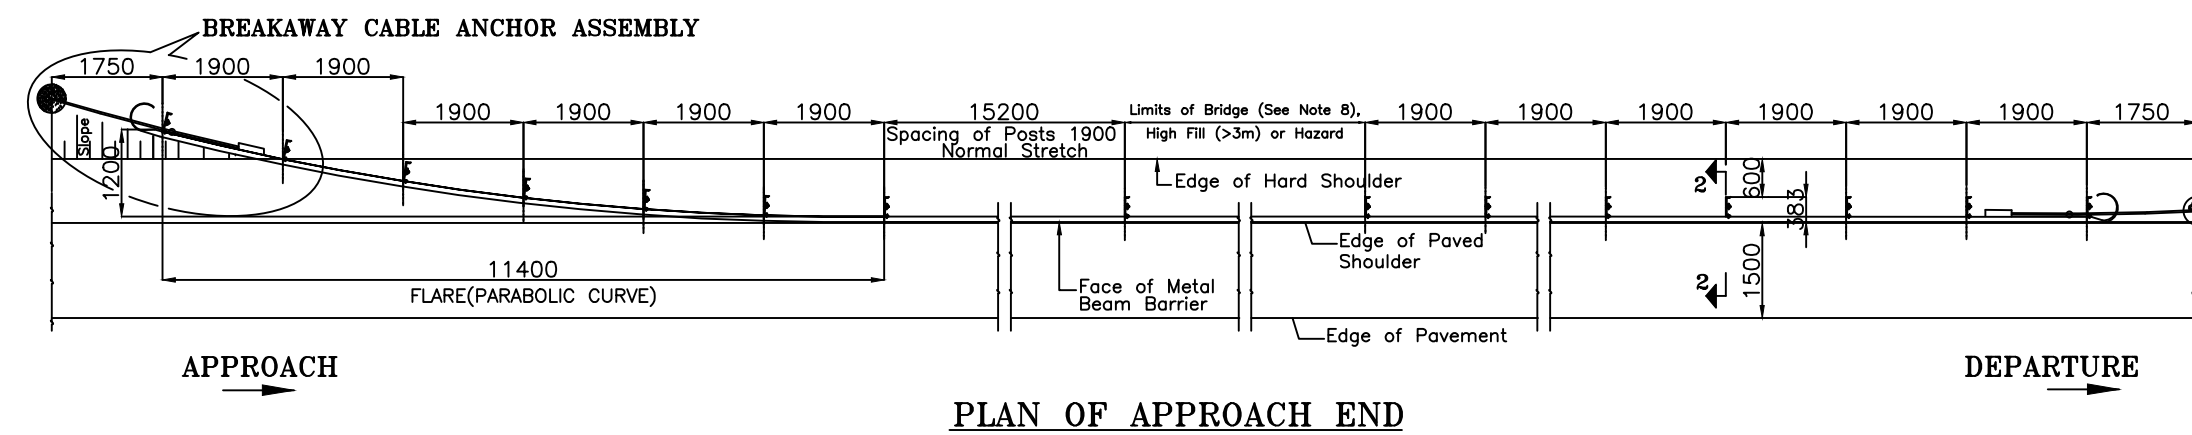 BREAKAWAY CABLE ANCHOR ASSEMBLY
1750 1900 1900
1900 1900 1900 1900 15200 Limits of Bridge (See Note 8), 1900 1900 1900 1900 1900 1900 1750
Spacing of Posts 1900 High Fill (>3m) or Hazard
Normal Stretch
Slope
1200
Edge of Hard Shoulder
2
600
383
Edge of Paved
Shoulder
11400
FLARE(PARABOLIC CURVE)
Face of Metal
Beam Barrier
2
1500
Edge of Pavement
APPROACH
DEPARTURE
PLAN OF APPROACH END